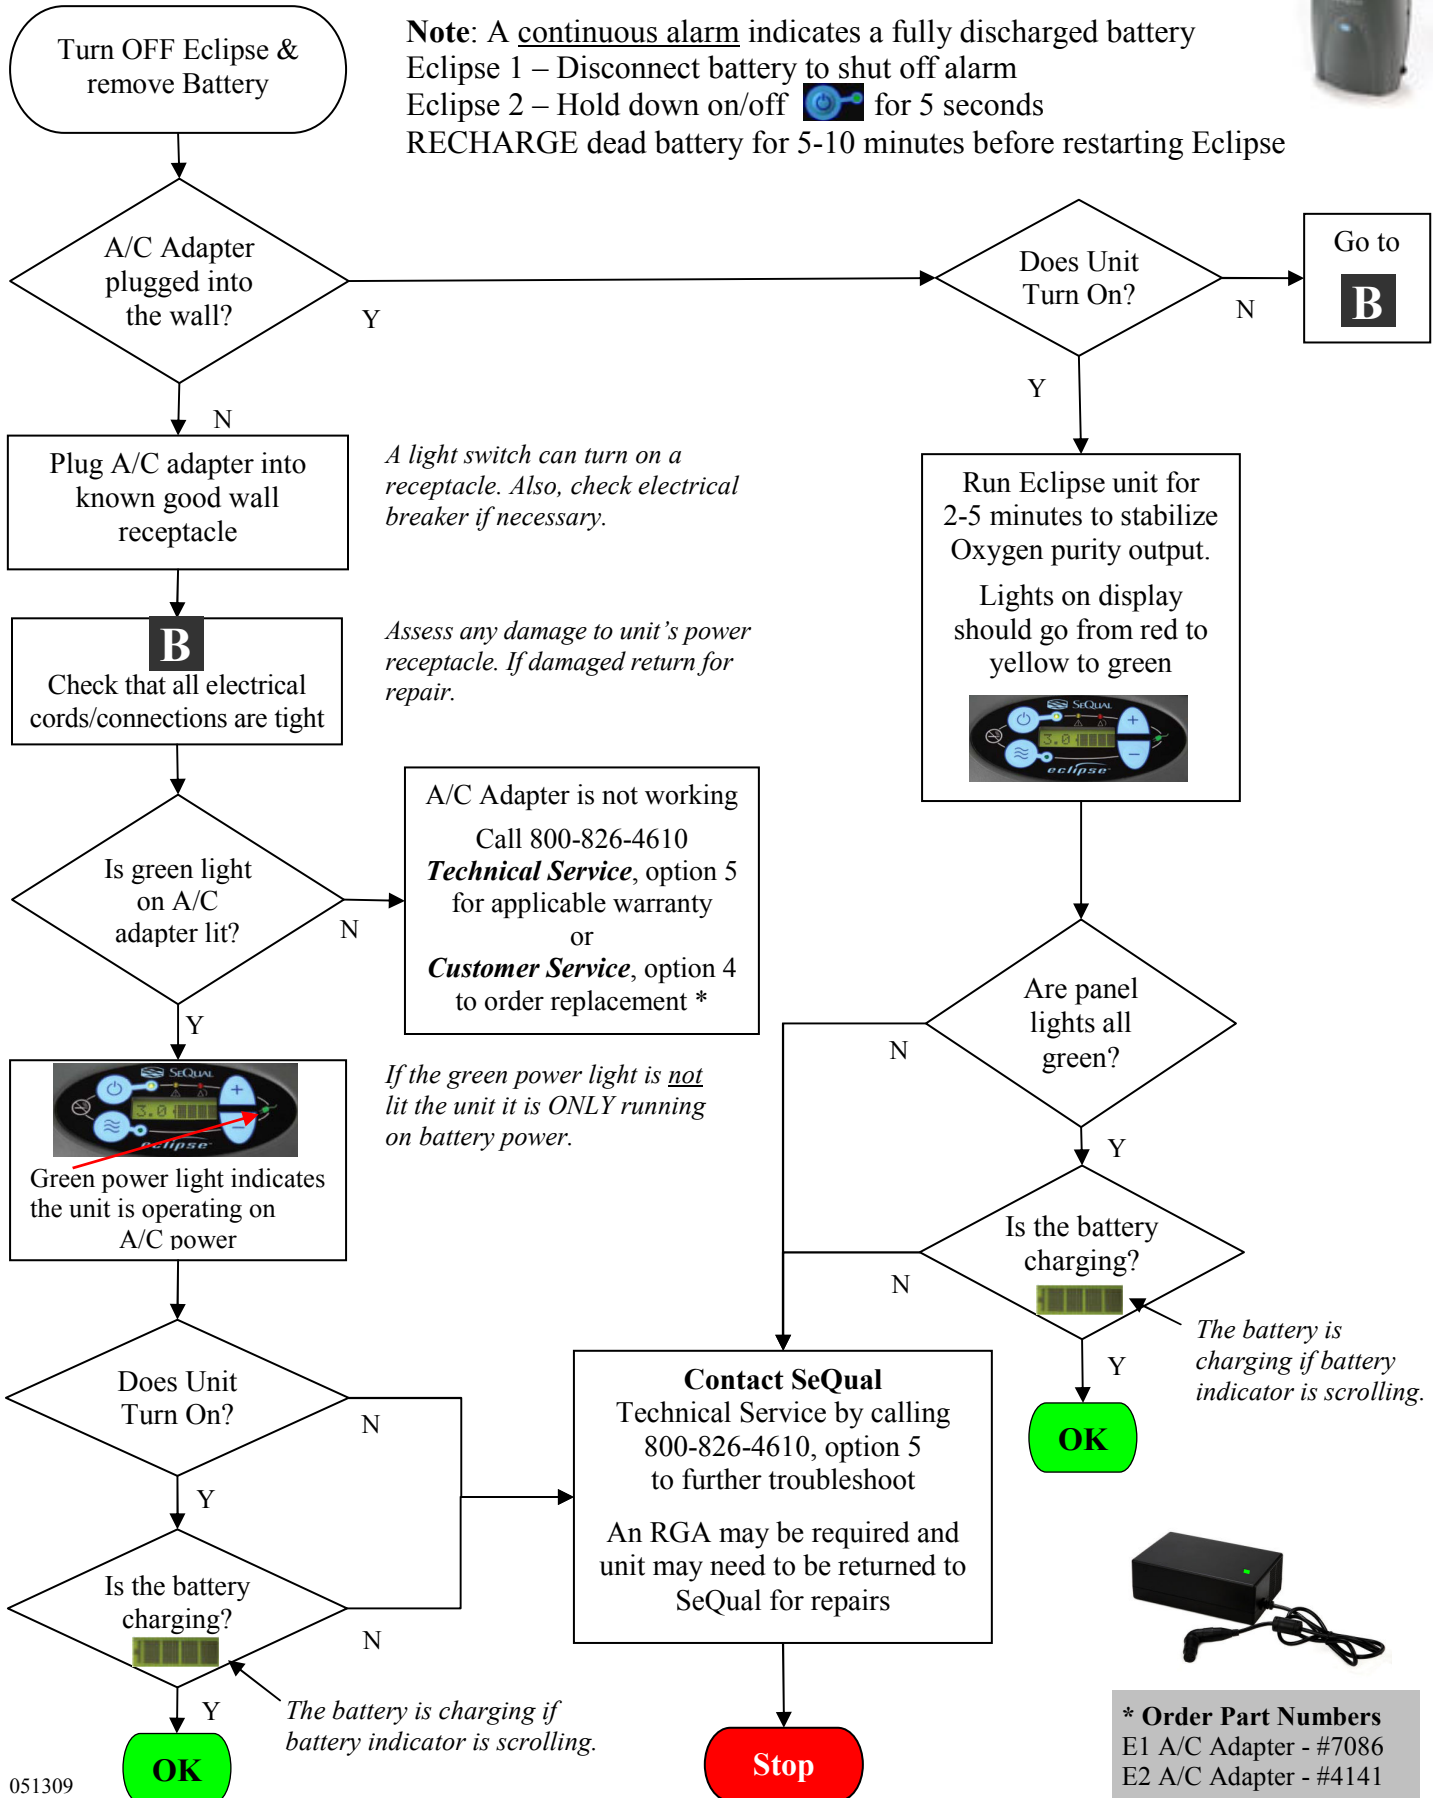 Turn OFF Eclipse &
remove Battery
Note: A continuous alarm indicates a fully discharged battery
Eclipse 1 – Disconnect battery to shut off alarm
Eclipse 2 – Hold down on/off for 5 seconds
RECHARGE dead battery for 5-10 minutes before restarting Eclipse
A/C Adapter
plugged into
the wall?
Y
N
Does Unit
Turn On?
N
Y
Go to
B
Plug A/C adapter into
known good wall
receptacle
A light switch can turn on a
receptacle. Also, check electrical
breaker if necessary.
Run Eclipse unit for
2-5 minutes to stabilize
Oxygen purity output.
Lights on display
should go from red to
yellow to green
SEQUAL
3.0
eclipse
B
Check that all electrical
cords/connections are tight
Assess any damage to unit’s power
receptacle. If damaged return for
repair.
Is green light
on A/C
adapter lit?
N
Y
A/C Adapter is not working
Call 800-826-4610
Technical Service, option 5
for applicable warranty
or
Customer Service, option 4
to order replacement *
Are panel
lights all
green?
N
Y
SEQUAL
3.0
eclipse
Green power light indicates
the unit is operating on
A/C power
If the green power light is not
lit the unit it is ONLY running
on battery power.
Is the battery
charging?
N
Y
The battery is
charging if battery
indicator is scrolling.
OK
Does Unit
Turn On?
N
Y
Contact SeQual
Technical Service by calling
800-826-4610, option 5
to further troubleshoot
An RGA may be required and
unit may need to be returned to
SeQual for repairs
Is the battery
charging?
N
Y
The battery is charging if
battery indicator is scrolling.
OK
Stop
* Order Part Numbers
E1 A/C Adapter - #7086
E2 A/C Adapter - #4141
051309